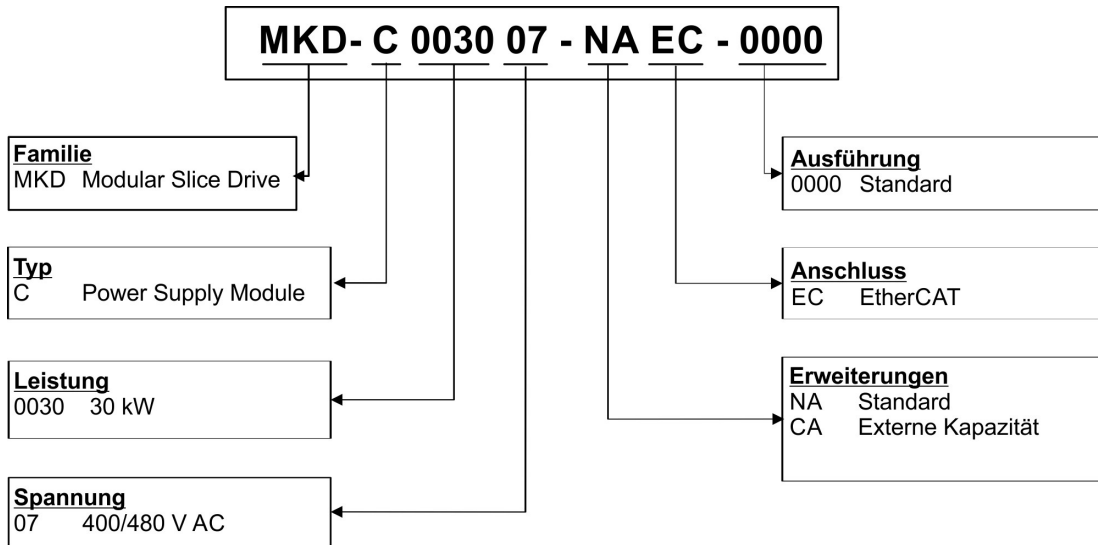 MKD- C 0030 07 - NA EC - 0000
Familie
MKD Modular Slice Drive
Typ
C Power Supply Module
Leistung
0030 30 kW
Spannung
07 400/480 V AC
Ausführung
0000 Standard
Anschluss
EC EtherCAT
Erweiterungen
NA Standard
CA Externe Kapazität